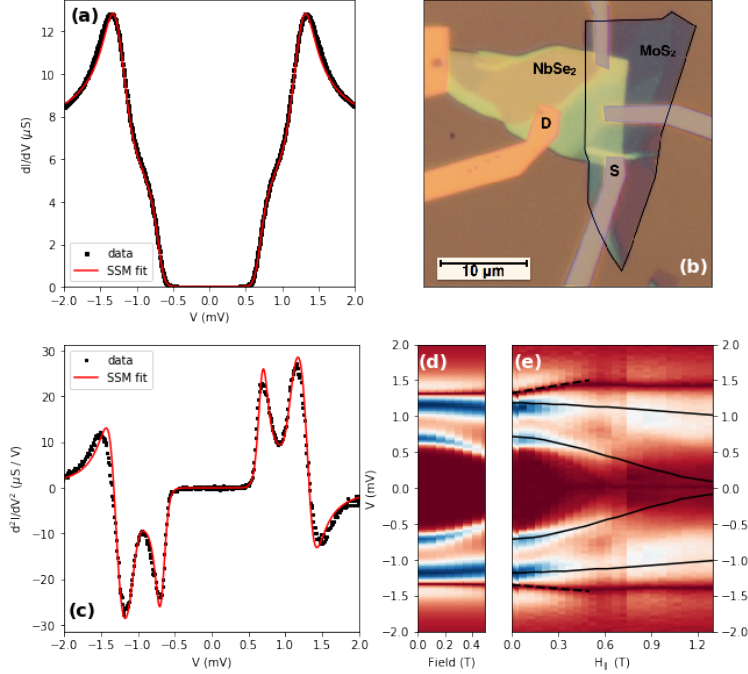 (a)
12
10
8
6
4
2
0
dI/dV (μS)
data
SSM fit
−2.0 −1.5 −1.0 −0.5 0.0 0.5 1.0 1.5 2.0
V (mV)
NbSe₂
MoS₂
D
S
10 μm
(b)
30
20
10
0
−10
−20
−30
d²I/dV² (μS / V)
data
SSM fit
(c)
−2.0 −1.5 −1.0 −0.5 0.0 0.5 1.0 1.5 2.0
V (mV)
(d)
0.0 0.2 0.4
Field (T)
(e)
2.0
1.5
1.0
0.5
0.0
−0.5
−1.0
−1.5
−2.0
V (mV)
0.0 0.3 0.6 0.9 1.2
H∥ (T)
2.0
1.5
1.0
0.5
0.0
−0.5
−1.0
−1.5
−2.0